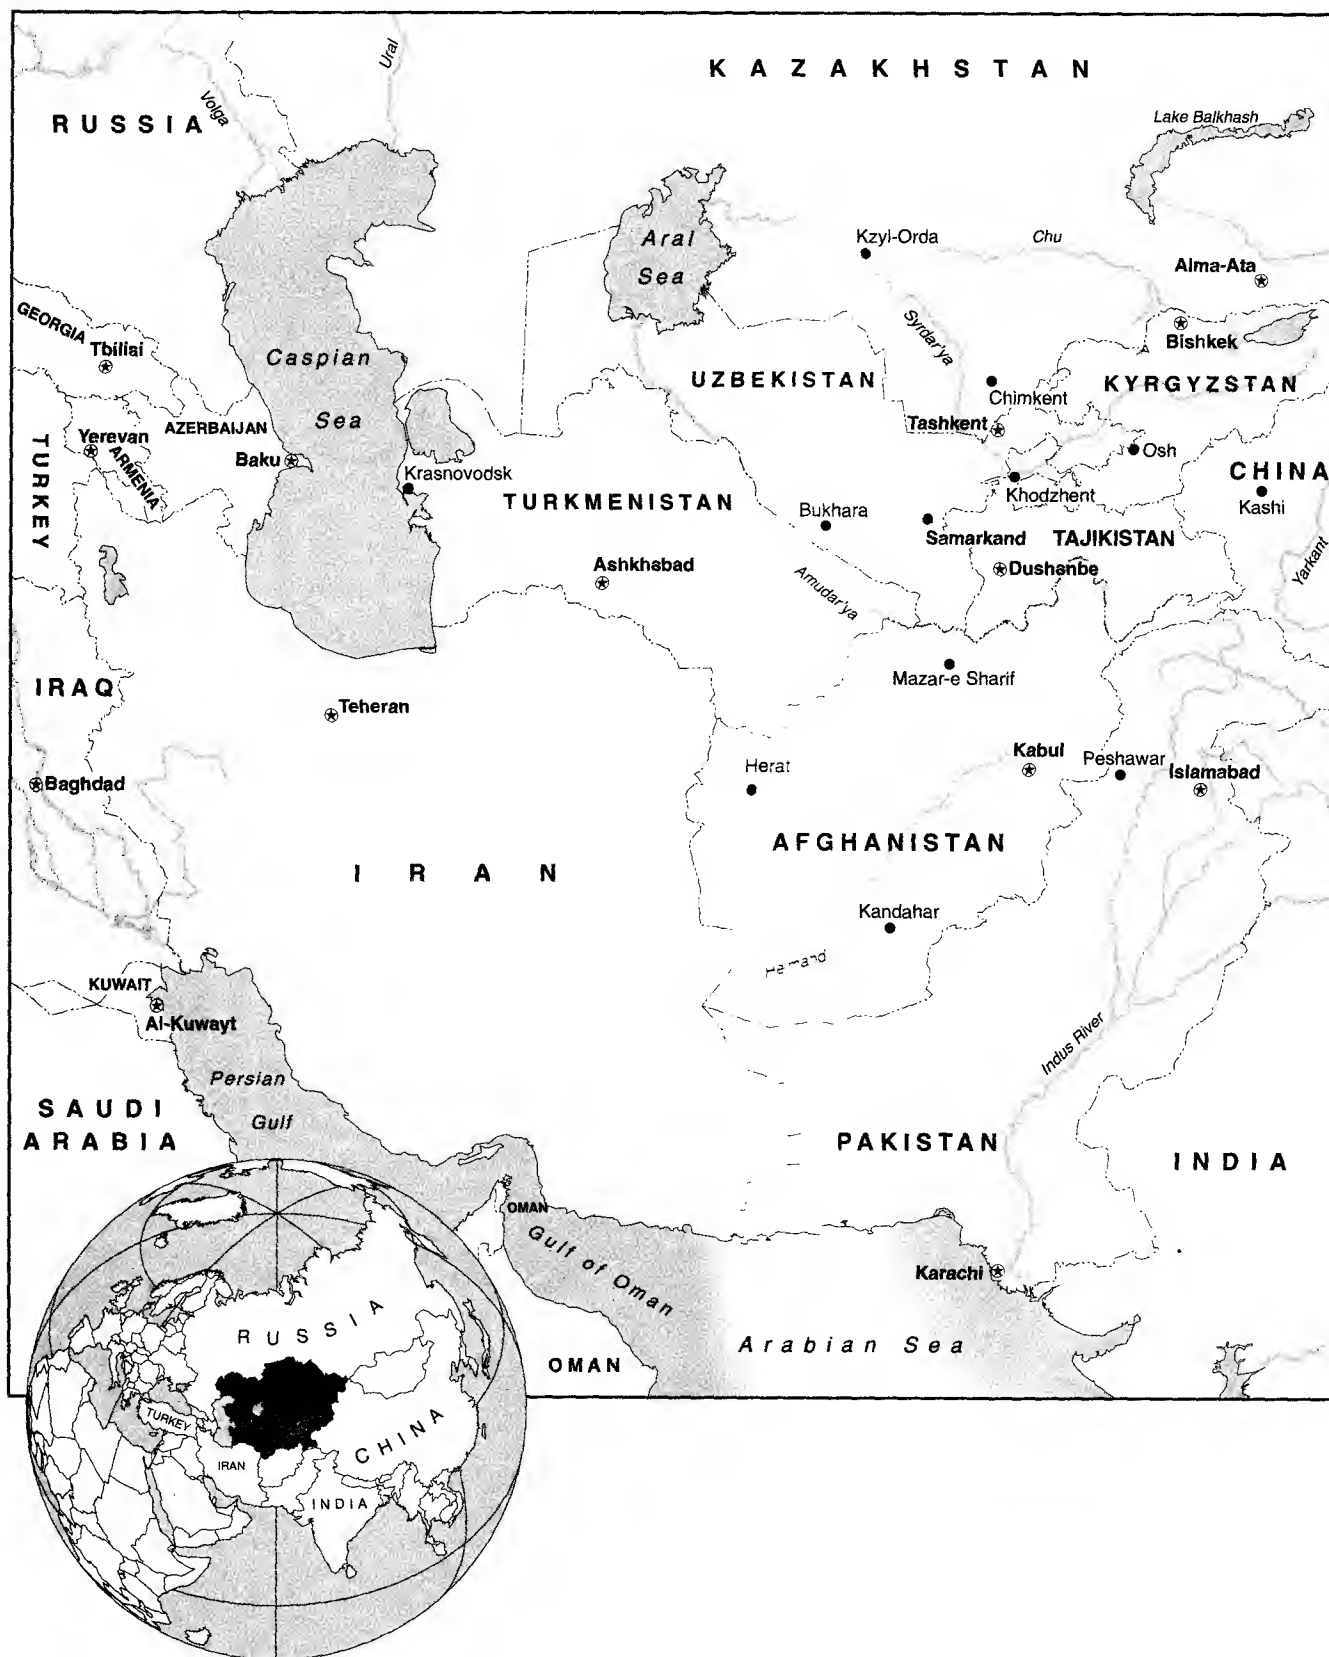 KAZAKHSTAN
Ural
Volga
RUSSIA
Lake Balkhash
Aral
Sea
Kzyl-Orda
Chu
Alma-Ata
GEORGIA
Tbiliai
Caspian
Sea
Syrdar'ya
Bishkek
UZBEKISTAN
KYRGYZSTAN
Chimkent
Tashkent
TURKEY
Yerevan
ARMENIA
AZERBAIJAN
Baku
Krasnovodsk
Osh
CHINA
Kashi
Khodzhent
TURKMENISTAN
Bukhara
Samarkand
TAJIKISTAN
Yarkant
Ashkhabad
Amudar'ya
Dushanbe
IRAQ
Mazar-e Sharif
Teheran
Kabul
Peshawar
Islamabad
Herat
Baghdad
AFGHANISTAN
IRAN
Kandahar
KUWAIT
Al-Kuwayt
Indus River
Persian
Gulf
SAUDI
ARABIA
PAKISTAN
INDIA
OMAN
Gulf of Oman
Karachi
Arabian Sea
OMAN
RUSSIA
TURKEY
CHINA
IRAN
INDIA